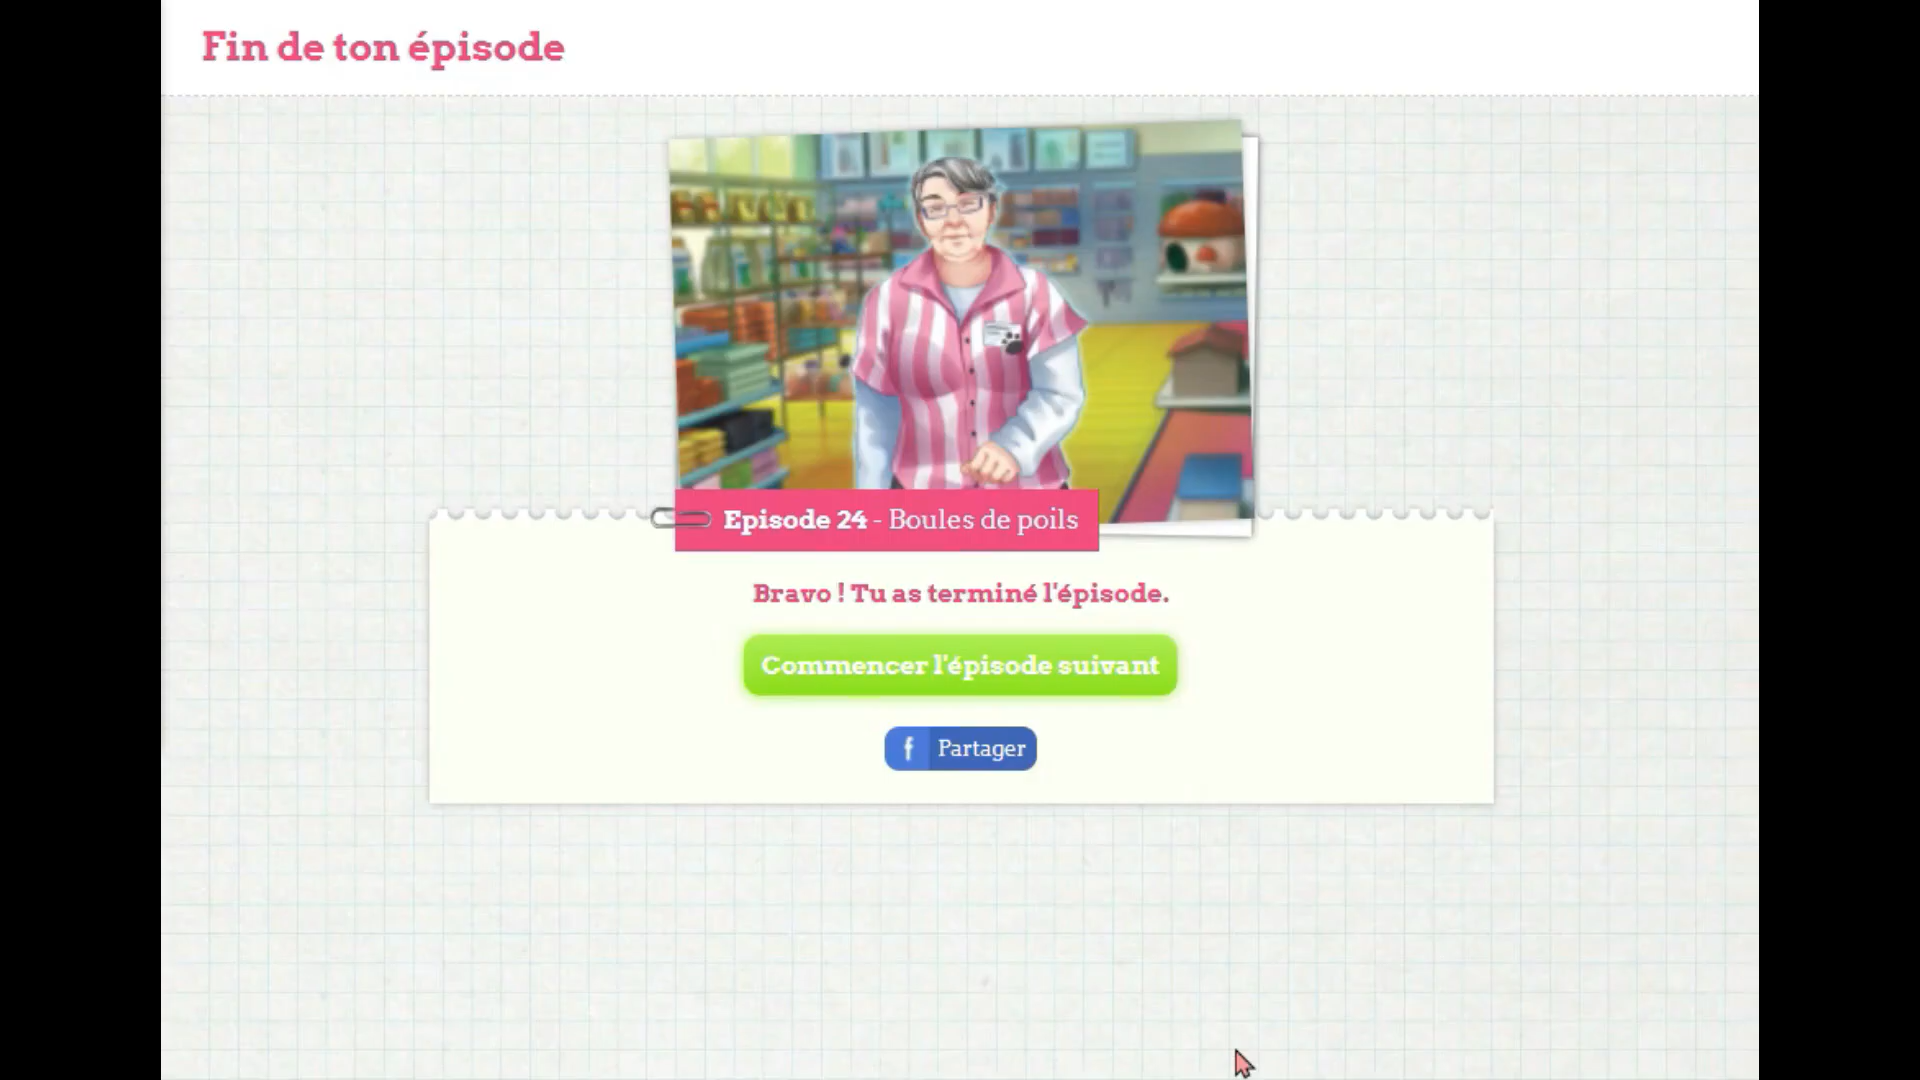 Fin de ton épisode
Episode 24 - Boules de poils
Bravo ! Tu as terminé l'épisode.
Commencer l'épisode suivant
f Partager